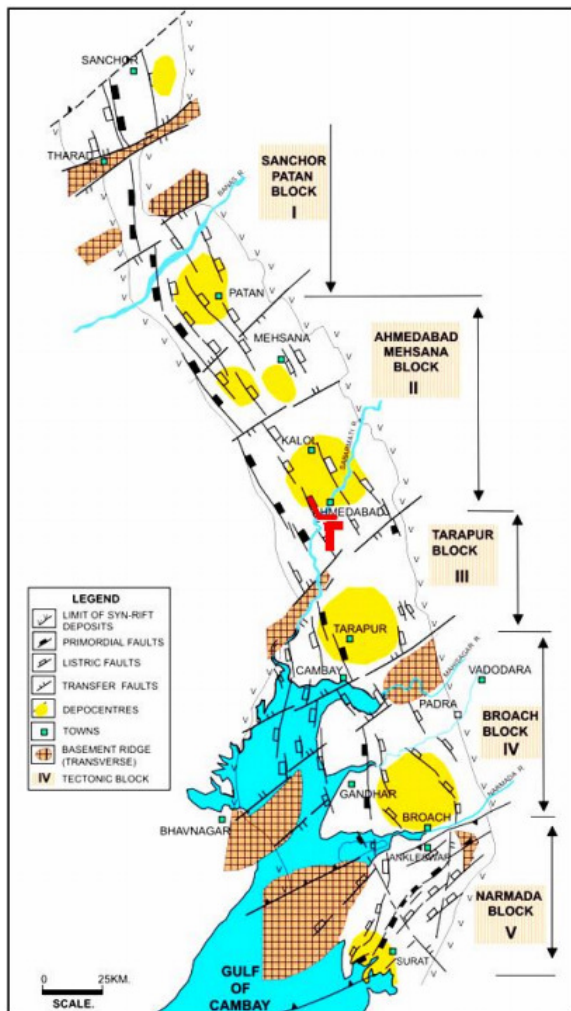 SANCHOR
THARAD
SANCHOR
PATAN
BLOCK
I
BANAS R.
PATAN
MEHSANA
AHMEDABAD
MEHSANA
BLOCK
II
KALOL
SABARMATI R.
AHMEDABAD
TARAPUR
BLOCK
III
LEGEND
LIMIT OF SYN-RIFT
DEPOSITS
PRIMORDIAL FAULTS
LISTRIC FAULTS
TRANSFER FAULTS
DEPOCENTRES
TOWNS
BASEMENT RIDGE
(TRANSVERSE)
IV TECTONIC BLOCK
TARAPUR
CAMBAY
MAHISAGAR R.
VADODARA
PADRA
BROACH
BLOCK
IV
GANDHAR
NARMADA R.
BROACH
BHAVNAGAR
ANKLESWAR
NARMADA
BLOCK
V
SURAT
GULF
OF
CAMBAY
0 25KM.
SCALE.